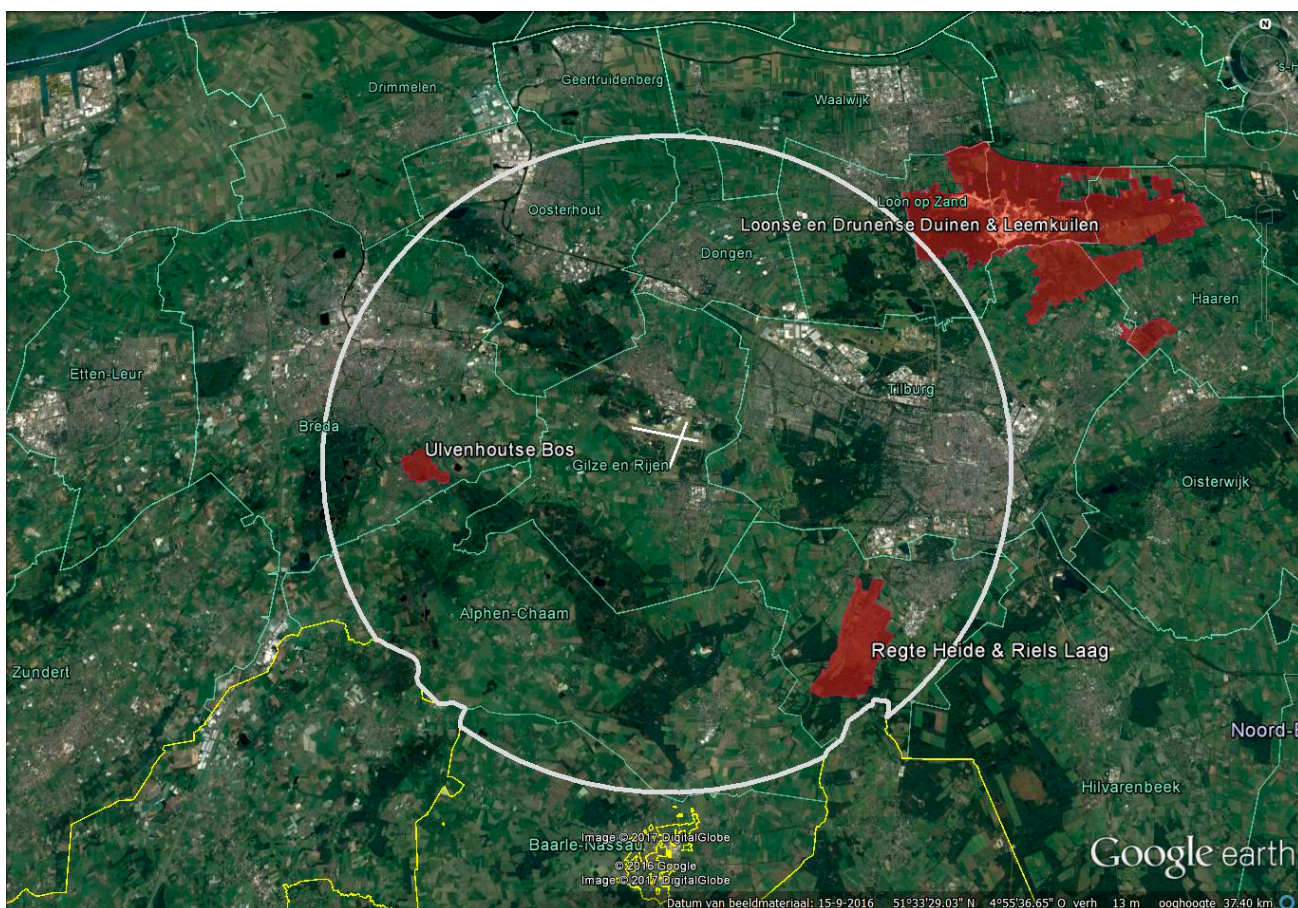 N
's-H
Drimmelen
Geertruidenberg
Waalwijk
Oosterhout
Loon op Zand
Loonse en Drunense Duinen & Leemkuilen
Dongen
Haaren
Etten-Leur
Tilburg
Breda
Ulvenhoutse Bos
Gilze en Rijen
Oisterwijk
Alphen-Chaam
Regte Heide & Riels Laag
Zundert
Noord-B
Hilvarenbeek
Image © 2017 DigitalGlobe
Baarle-Nassau
© 2016 Google
Image © 2017 DigitalGlobe
Google earth
Datum van beeldmateriaal: 15-9-2016 51°33'29.03" N 4°55'36.65" O verh 13 m ooghoogte 37.40 km